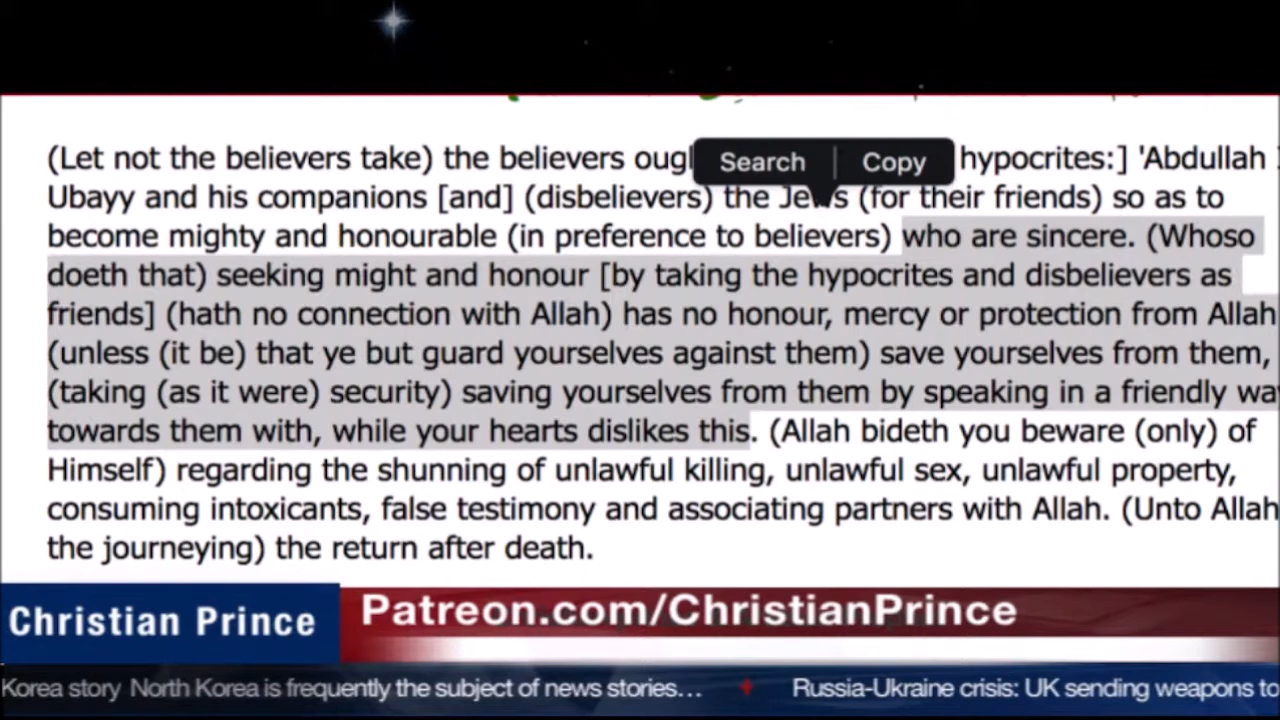 (Let not the believers take) the believers
Search Copy
hypocrites:] 'Abdullah
Ubayy and his companions [and] (disbelievers) the Jews (for their friends) so as to
become mighty and honourable (in preference to believers) who are sincere. (Whoso
doeth that) seeking might and honour [by taking the hypocrites and disbelievers as
friends] (hath no connection with Allah) has no honour, mercy or protection from Allah
(unless (it be) that ye but guard yourselves against them) save yourselves from them,
(taking (as it were) security) saving yourselves from them by speaking in a friendly
towards them with, while your hearts dislikes this. (Allah bideth you beware (only) of
Himself) regarding the shunning of unlawful killing, unlawful sex, unlawful property,
consuming intoxicants, false testimony and associating partners with Allah. (Unto Allah
the journeying) the return after death.
Christian Prince
Patreon.com/ChristianPrince
Korea story North Korea is frequently the subject of news stories... Russia-Ukraine crisis: UK sending weapons to